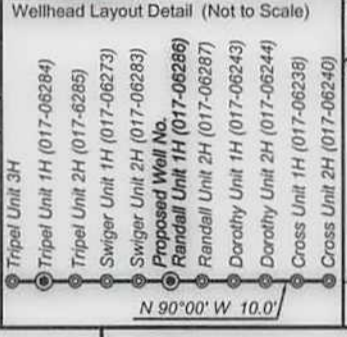 Wellhead Layout Detail (Not to Scale)
Tripel Unit 3H
Tripel Unit 1H (017-06284)
Tripel Unit 2H (017-6285)
Swiger Unit 1H (017-06273)
Swiger Unit 2H (017-06283)
Proposed Well No.
Randall Unit 1H (017-06286)
Randall Unit 2H (017-06287)
Dorothy Unit 1H (017-06243)
Dorothy Unit 2H (017-06244)
Cross Unit 1H (017-06238)
Cross Unit 2H (017-06240)
N 90°00' W 10.0'